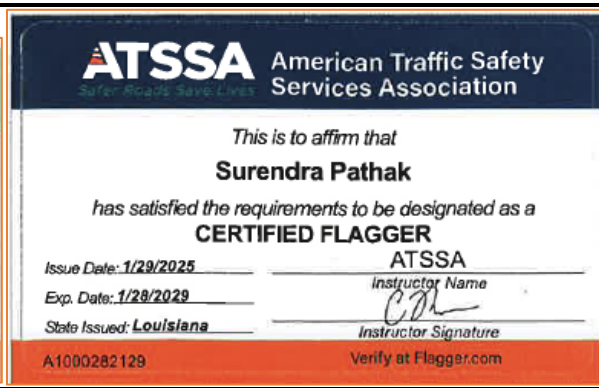 ATSSA
Safer Roads Save Lives
American Traffic Safety
Services Association
This is to affirm that
Surendra Pathak
has satisfied the requirements to be designated as a
CERTIFIED FLAGGER
Issue Date: 1/29/2025
ATSSA
Instructor Name
Exp. Date: 1/28/2029
State Issued: Louisiana
Instructor Signature
A1000282129
Verify at Flagger.com